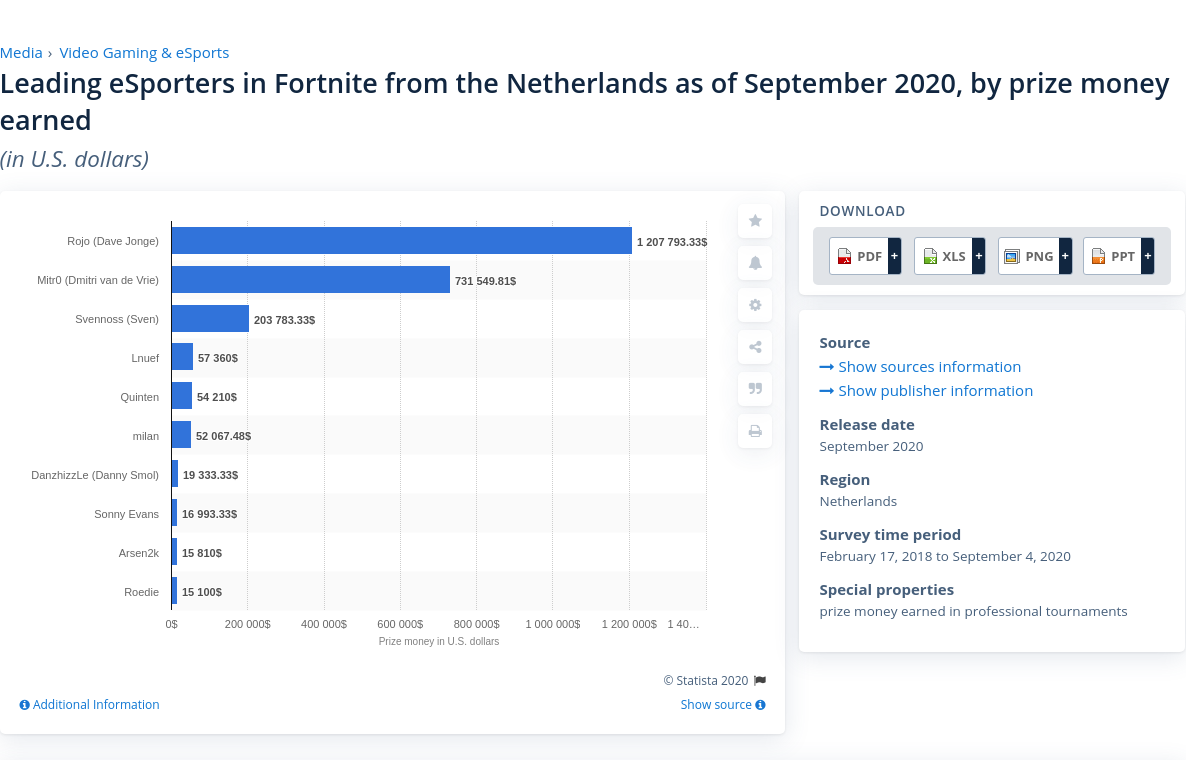 Media › Video Gaming & eSports
Leading eSporters in Fortnite from the Netherlands as of September 2020, by prize money
earned
(in U.S. dollars)
Rojo (Dave Jonge) 1 207 793.33$
Mitr0 (Dmitri van de Vrie) 731 549.81$
Svennoss (Sven) 203 783.33$
Lnuef 57 360$
Quinten 54 210$
milan 52 067.48$
DanzhizzLe (Danny Smol) 19 333.33$
Sonny Evans 16 993.33$
Arsen2k 15 810$
Roedie 15 100$
0$ 200 000$ 400 000$ 600 000$ 800 000$ 1 000 000$ 1 200 000$ 1 40…
Prize money in U.S. dollars
© Statista 2020
Additional Information Show source
DOWNLOAD
PDF + XLS + PNG + PPT +
Source
Show sources information
Show publisher information
Release date
September 2020
Region
Netherlands
Survey time period
February 17, 2018 to September 4, 2020
Special properties
prize money earned in professional tournaments